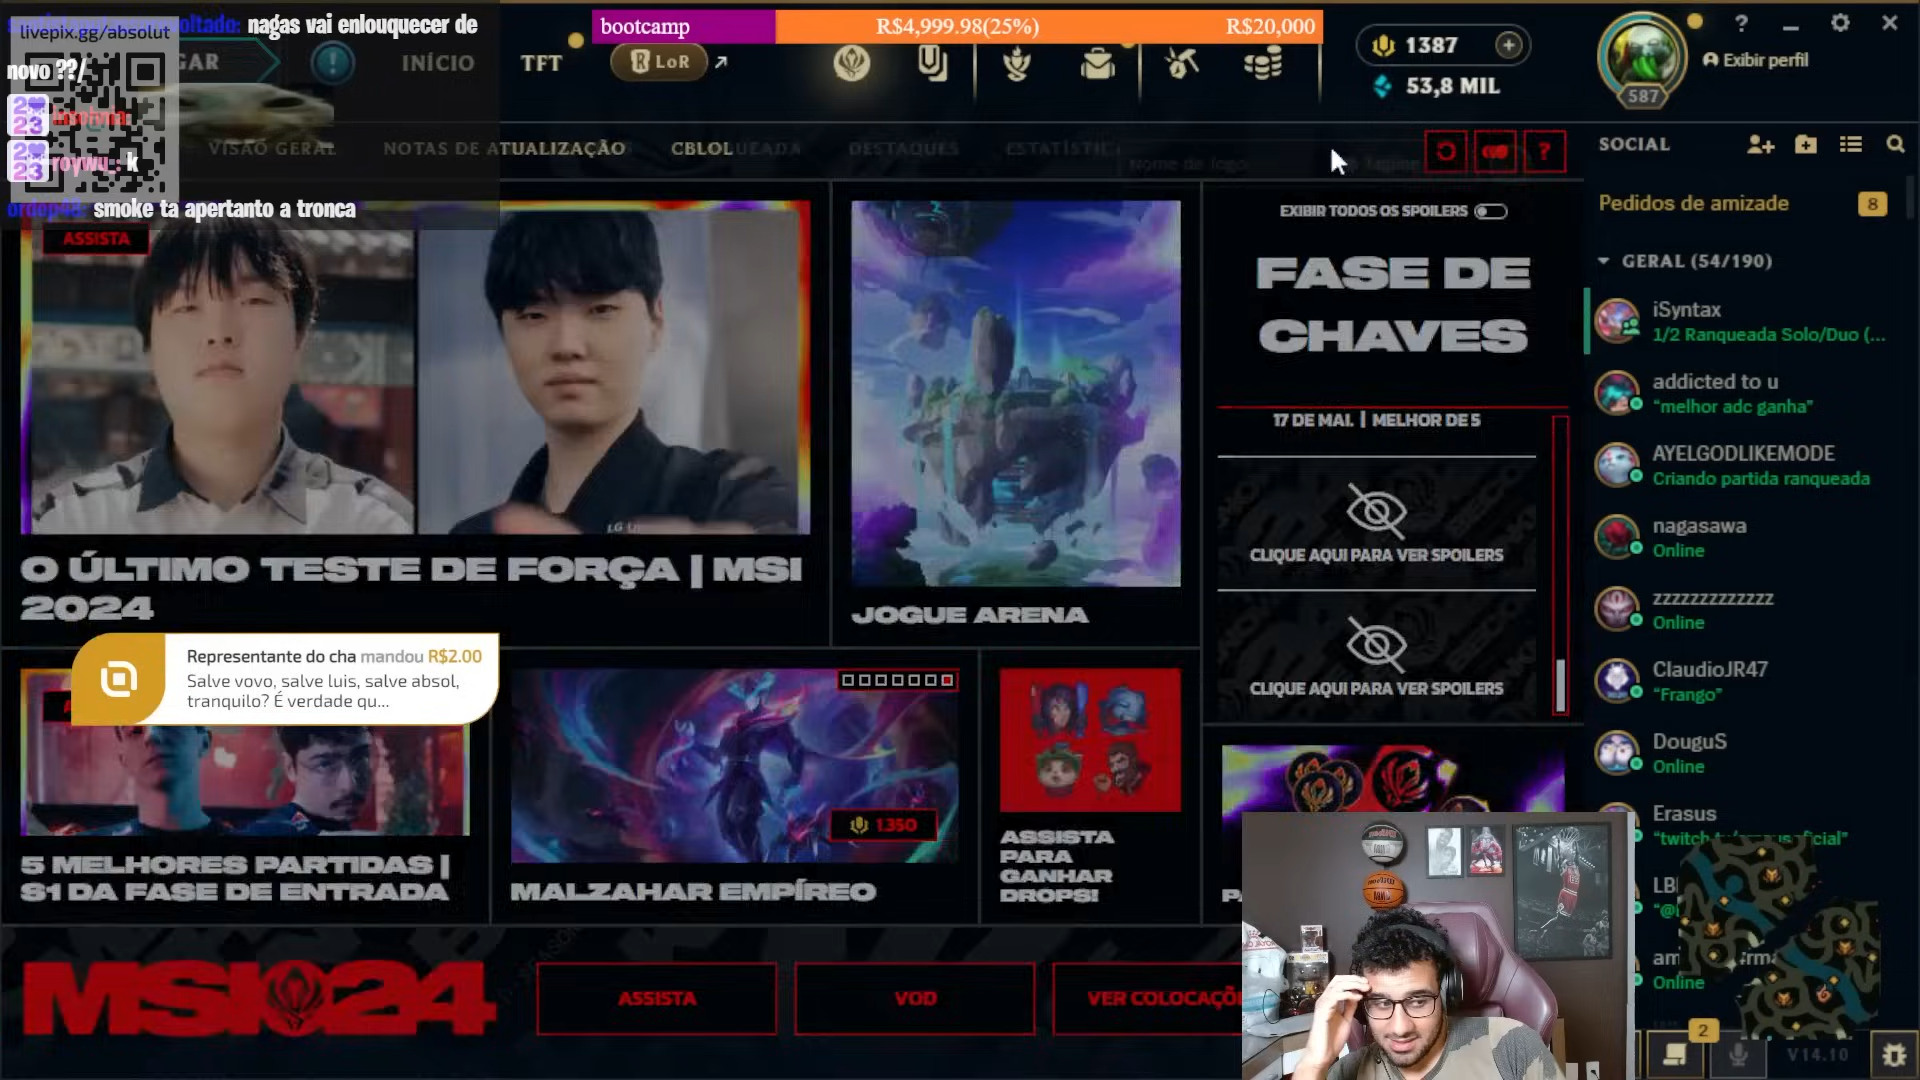 livepix.gg/absolut
nagas vai enlouquecer de
novo ??/
roywu_: k
ordep48: smoke ta apertanto a tronca
bootcamp
R$4,999.98(25%)
R$20,000
INÍCIO
TFT
LoR
1387
53,8 MIL
587
Exibir perfil
VISÃO GERAL
NOTAS DE ATUALIZAÇÃO
CBLOL
DESTAQUES
SOCIAL
Pedidos de amizade
8
GERAL (54/190)
iSyntax
1/2 Ranqueada Solo/Duo (...
addicted to u
“melhor adc ganha”
AYELGODLIKEMODE
Criando partida ranqueada
nagasawa
Online
zzzzzzzzzzzzz
Online
ClaudioJR47
“Frango”
DouguS
Online
Erasus
Online
2
V14.10
ASSISTA
O ÚLTIMO TESTE DE FORÇA | MSI
2024
JOGUE ARENA
EXIBIR TODOS OS SPOILERS
FASE DE
CHAVES
17 DE MAI. | MELHOR DE 5
CLIQUE AQUI PARA VER SPOILERS
CLIQUE AQUI PARA VER SPOILERS
Representante do cha mandou R$2.00
Salve vovo, salve luis, salve absol,
tranquilo? É verdade qu...
5 MELHORES PARTIDAS |
S1 DA FASE DE ENTRADA
1350
MALZAHAR EMPÍREO
ASSISTA
PARA
GANHAR
DROPS!
MSI 24
ASSISTA
VOD
VER COLOCAÇÕ